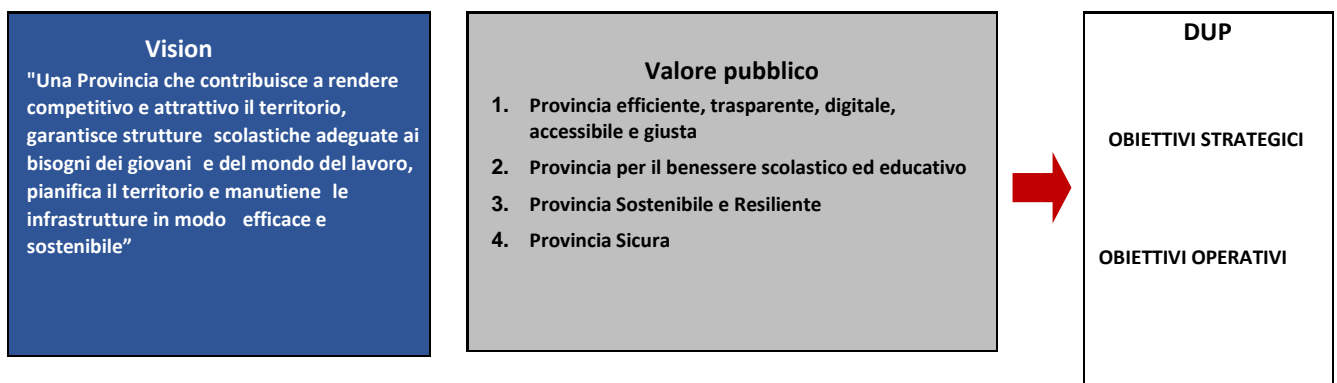 Vision
"Una Provincia che contribuisce a rendere
competitivo e attrattivo il territorio,
garantisce strutture scolastiche adeguate ai
bisogni dei giovani e del mondo del lavoro,
pianifica il territorio e manutiene le
infrastrutture in modo efficace e
sostenibile”
Valore pubblico
1. Provincia efficiente, trasparente, digitale,
accessibile e giusta
2. Provincia per il benessere scolastico ed educativo
3. Provincia Sostenibile e Resiliente
4. Provincia Sicura
DUP
OBIETTIVI STRATEGICI
OBIETTIVI OPERATIVI